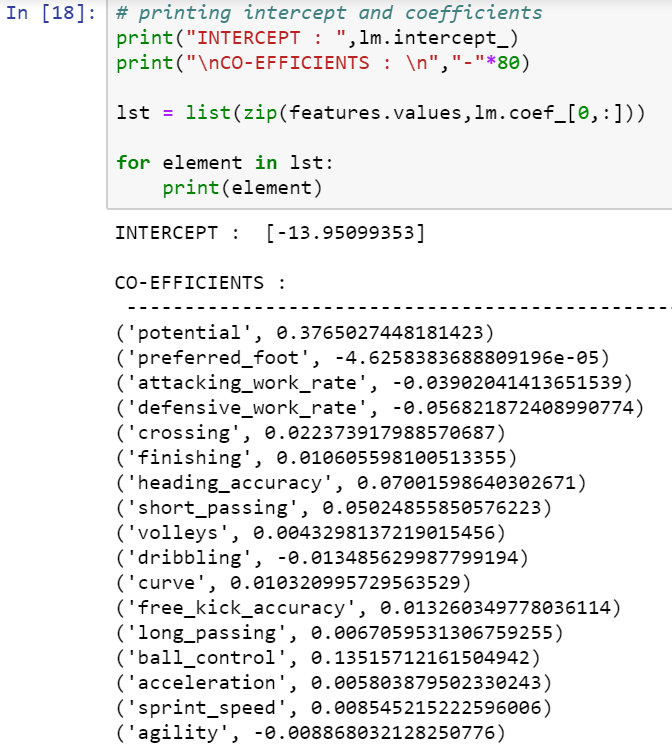 In [18]: # printing intercept and coefficients
print("INTERCEPT : ",lm.intercept_)
print("\nCO-EFFICIENTS : \n","-"*80)
lst = list(zip(features.values,lm.coef_[0,:]))
for element in lst:
    print(element)
INTERCEPT :  [-13.95099353]
CO-EFFICIENTS :
--------------------------------------------------------------------------------
('potential', 0.3765027448181423)
('preferred_foot', -4.6258383688809196e-05)
('attacking_work_rate', -0.03902041413651539)
('defensive_work_rate', -0.056821872408990774)
('crossing', 0.022373917988570687)
('finishing', 0.010605598100513355)
('heading_accuracy', 0.07001598640302671)
('short_passing', 0.05024855850576223)
('volleys', 0.0043298137219015456)
('dribbling', -0.013485629987799194)
('curve', 0.010320995729563529)
('free_kick_accuracy', 0.013260349778036114)
('long_passing', 0.0067059531306759255)
('ball_control', 0.13515712161504942)
('acceleration', 0.005803879502330243)
('sprint_speed', 0.008545215222596006)
('agility', -0.008868032128250776)